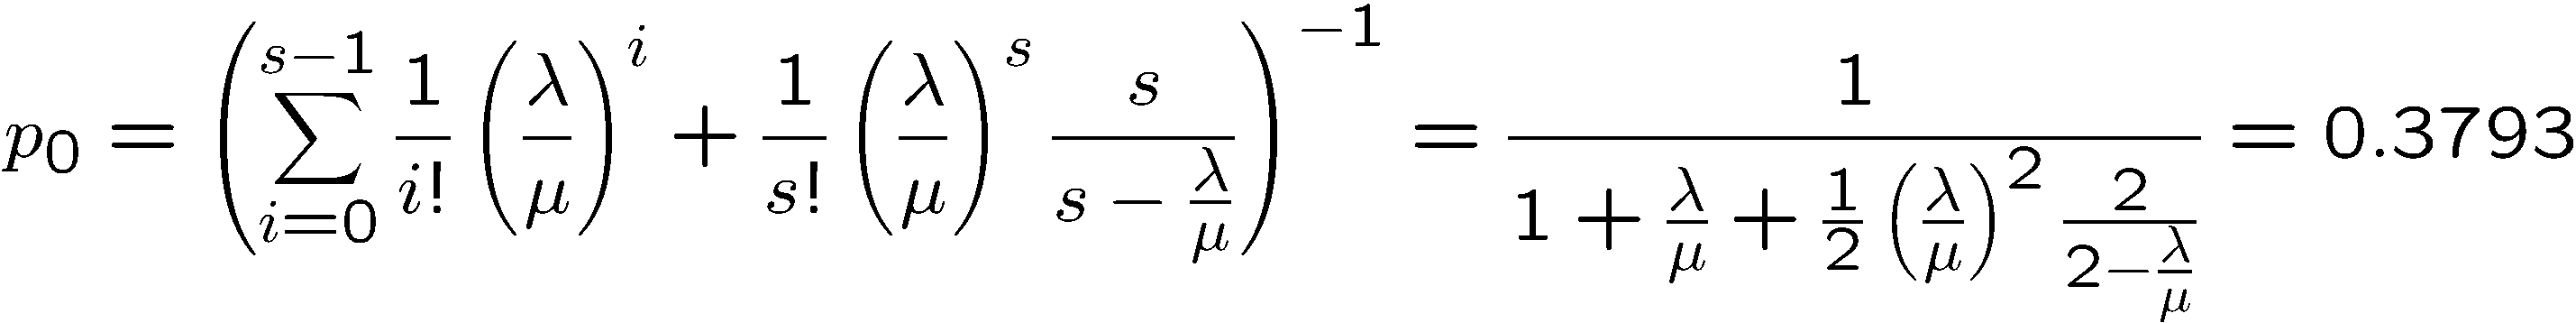 $p_0 = \left( \sum_{i=0}^{s-1} \frac{1}{i!} \left( \frac{\lambda}{\mu} \right)^i + \frac{1}{s!} \left( \frac{\lambda}{\mu} \right)^s \frac{s}{s - \frac{\lambda}{\mu}} \right)^{-1} = \frac{1}{1 + \frac{\lambda}{\mu} + \frac{1}{2} \left( \frac{\lambda}{\mu} \right)^2 \frac{2}{2 - \frac{\lambda}{\mu}}} = 0.3793$